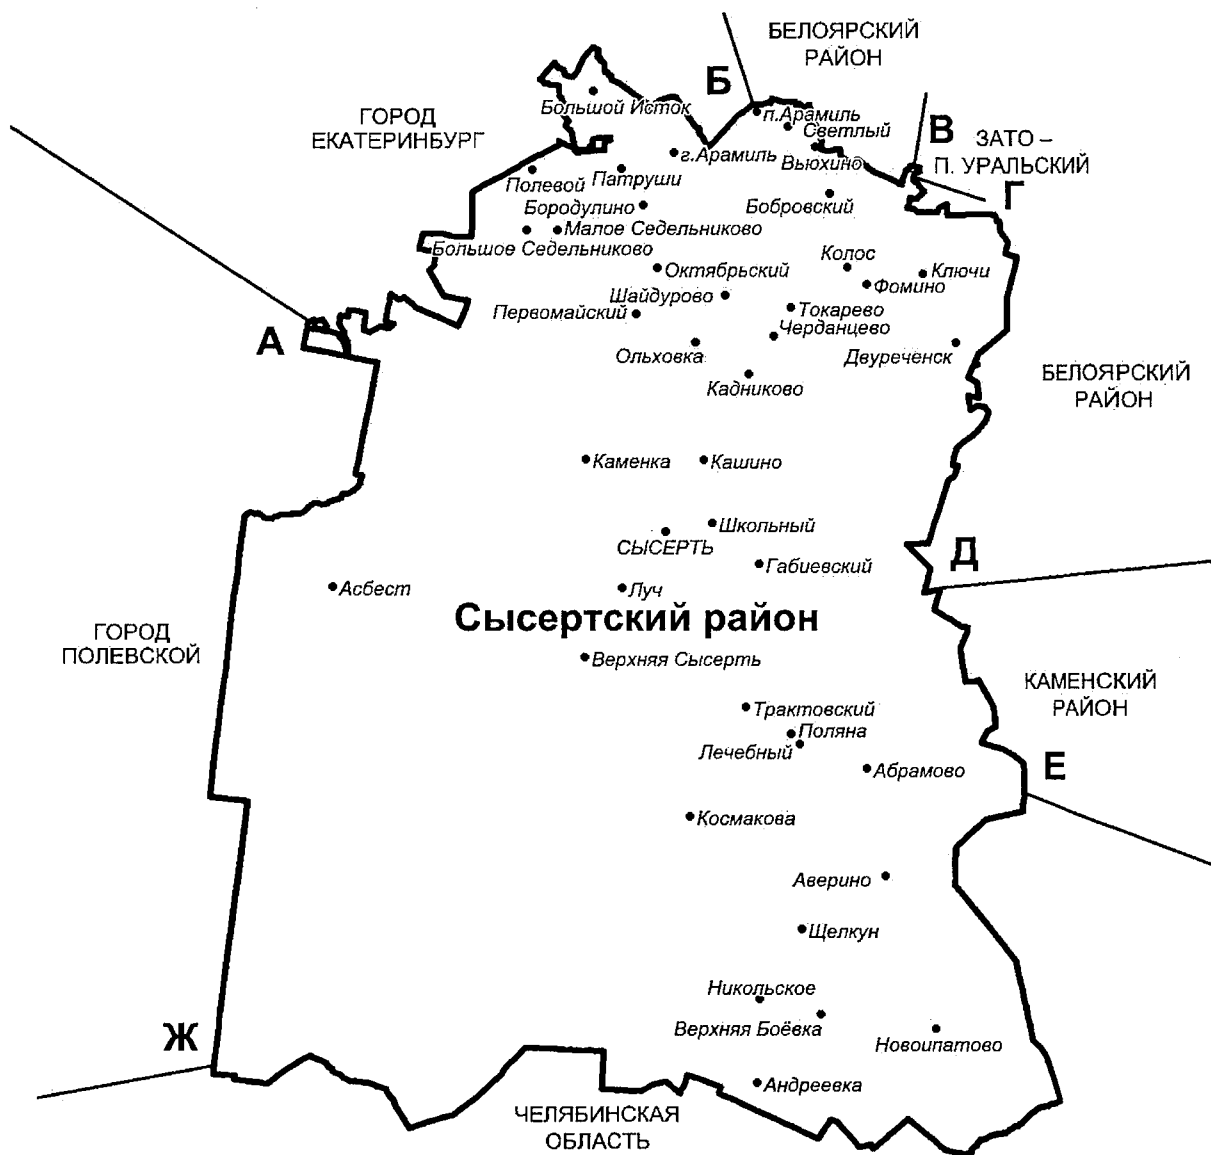 БЕЛОЯРСКИЙ
РАЙОН
Б
ГОРОД
ЕКАТЕРИНБУРГ
Большой Исток
п.Арамиль
Светлый
В
ЗАТО –
П. УРАЛЬСКИЙ
г.Арамиль
Вьюхино
Полевой
Патруши
Г
Бородулино
Бобровский
Малое Седельниково
Большое Седельниково
Колос
Октябрьский
Ключи
Фомино
Шайдурово
Первомайский
Токарево
Черданцево
А
Ольховка
Двуреченск
Кадниково
БЕЛОЯРСКИЙ
РАЙОН
Каменка
Кашино
Школьный
СЫСЕРТЬ
Д
Габиевский
Асбест
Луч
Сысертский район
ГОРОД
ПОЛЕВСКОЙ
Верхняя Сысерть
КАМЕНСКИЙ
РАЙОН
Трактовский
Поляна
Лечебный
Абрамово
Е
Космакова
Аверино
Щелкун
Никольское
Верхняя Боёвка
Новоипатово
Ж
Андреевка
ЧЕЛЯБИНСКАЯ
ОБЛАСТЬ